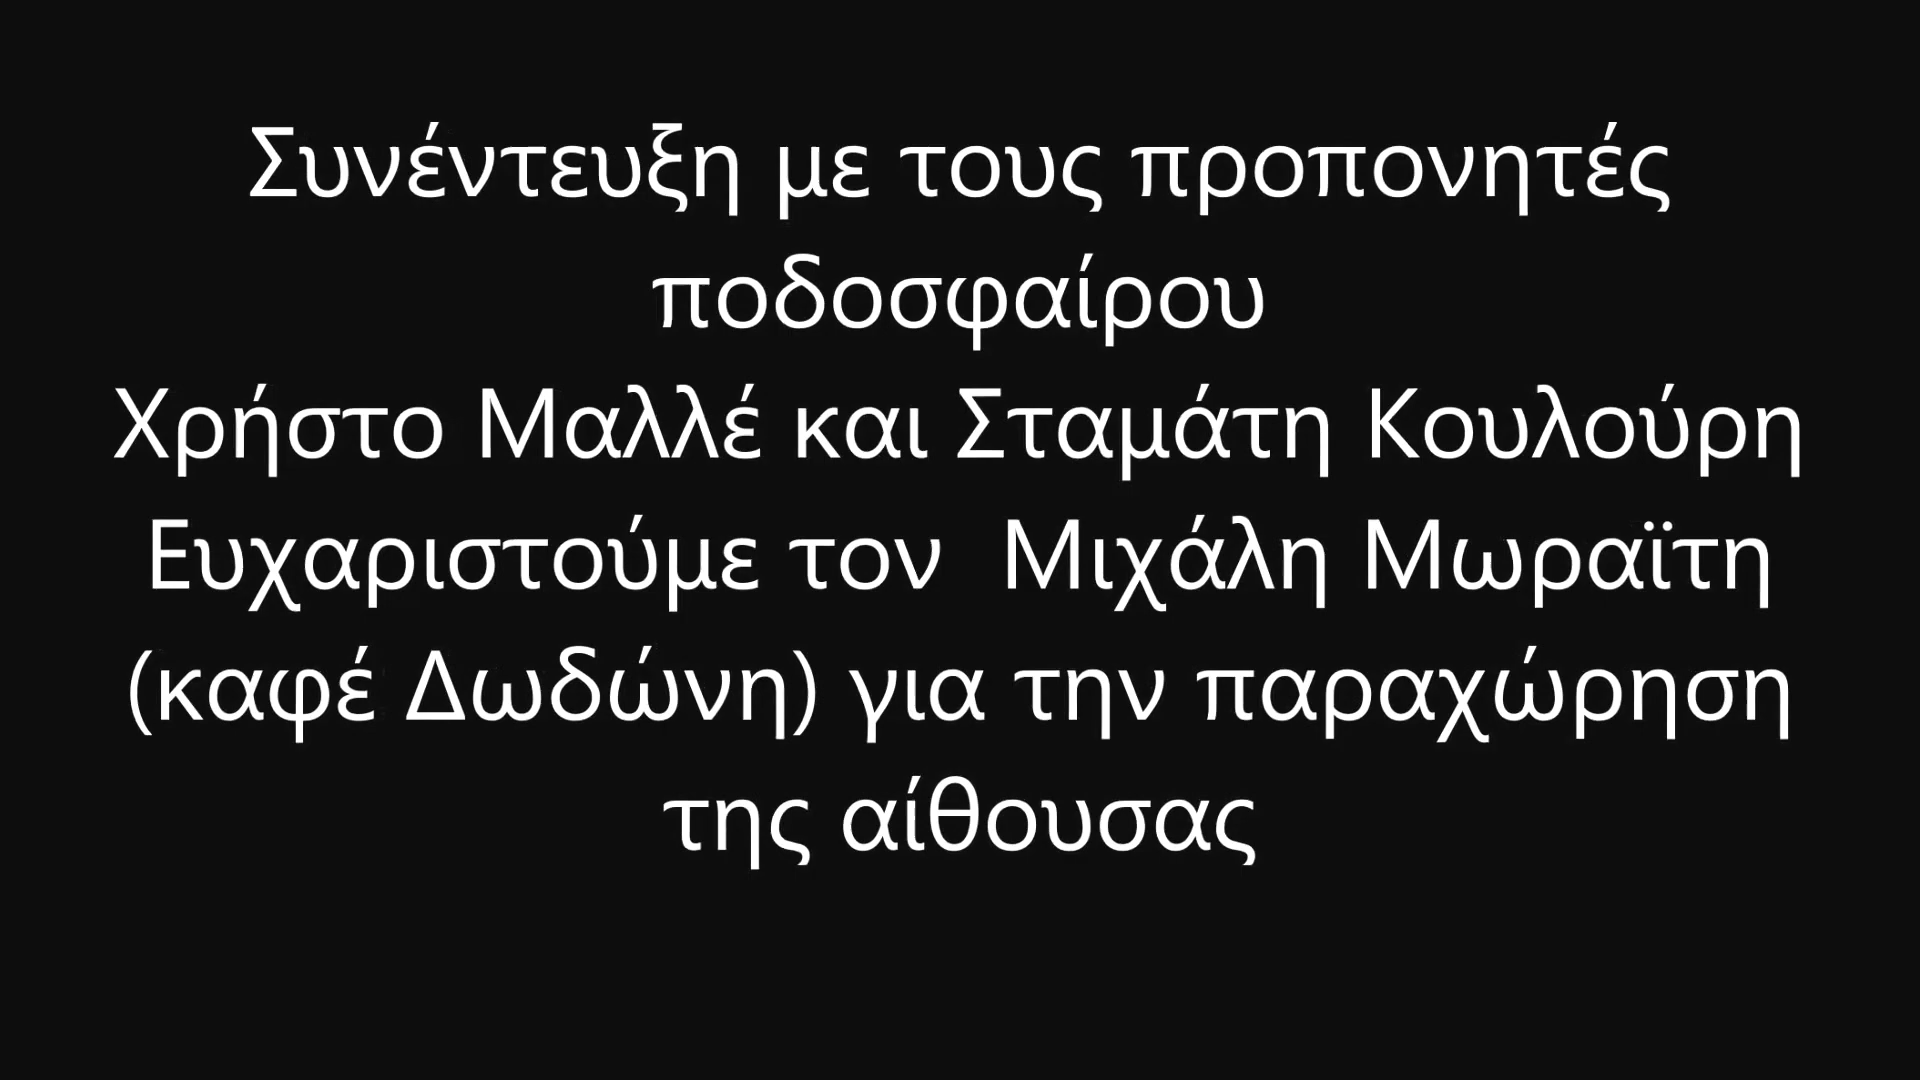 Συνέντευξη με τους προπονητές
ποδοσφαίρου
Χρήστο Μαλλέ και Σταμάτη Κουλούρη
Ευχαριστούμε τον  Μιχάλη Μωραϊτη
(καφέ Δωδώνη) για την παραχώρηση
της αίθουσας